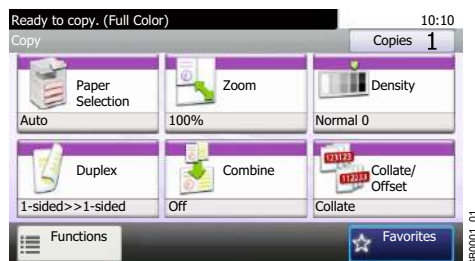 Ready to copy. (Full Color) 10:10
Copy Copies 1
Paper
Selection
Zoom
Density
Auto 100% Normal 0
Duplex Combine
Collate/
Offset
123123
112233
1-sided>>1-sided Off Collate
Functions Favorites